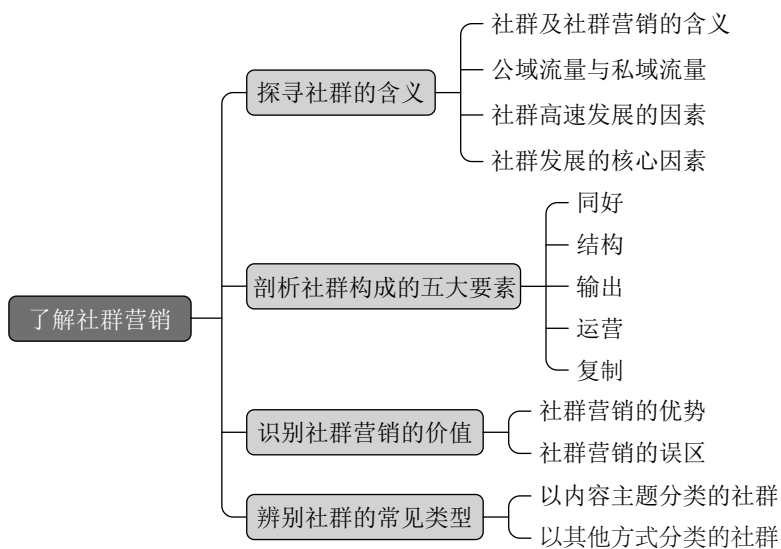 了解社群营销
探寻社群的含义
社群及社群营销的含义
公域流量与私域流量
社群高速发展的因素
社群发展的核心因素
剖析社群构成的五大要素
同好
结构
输出
运营
复制
识别社群营销的价值
社群营销的优势
社群营销的误区
辨别社群的常见类型
以内容主题分类的社群
以其他方式分类的社群